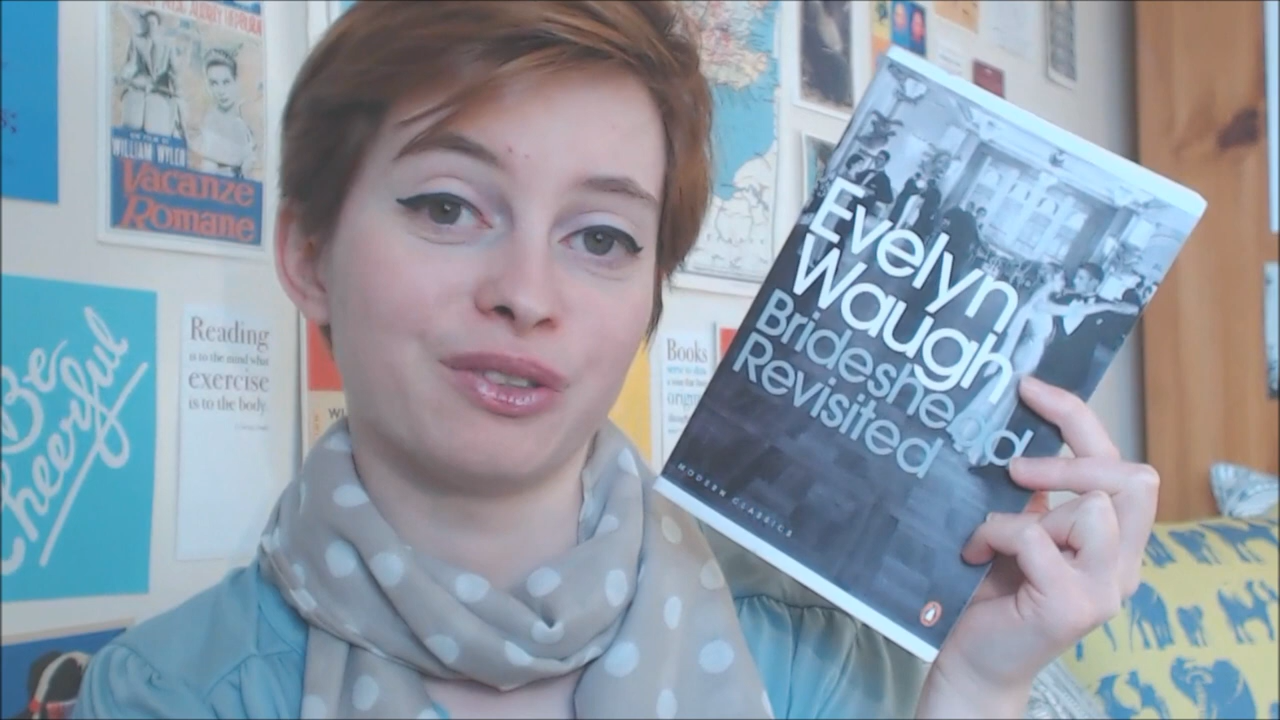 WILLIAM WYLER
Vacanze
Romane
Be
Cheerful
Reading
is to the mind what
exercise
is to the body.
Books
Evelyn
Waugh
Brideshead
Revisited
MODERN CLASSICS